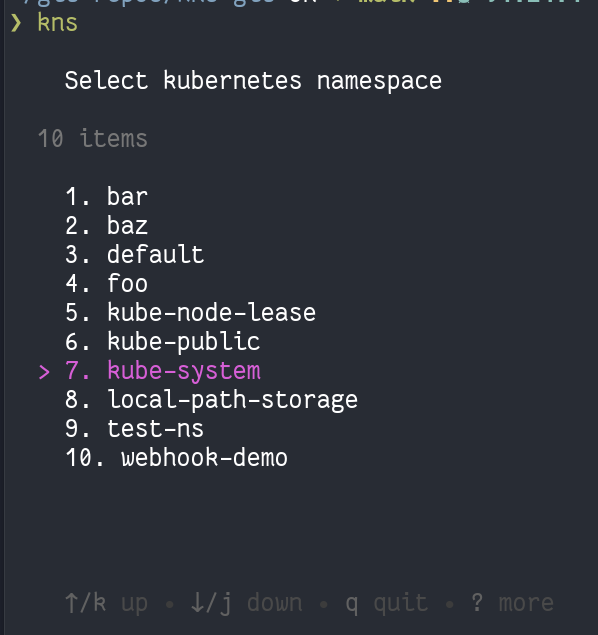 ❯ kns
Select kubernetes namespace
10 items
1. bar
2. baz
3. default
4. foo
5. kube-node-lease
6. kube-public
> 7. kube-system
8. local-path-storage
9. test-ns
10. webhook-demo
↑/k up • ↓/j down • q quit • ? more